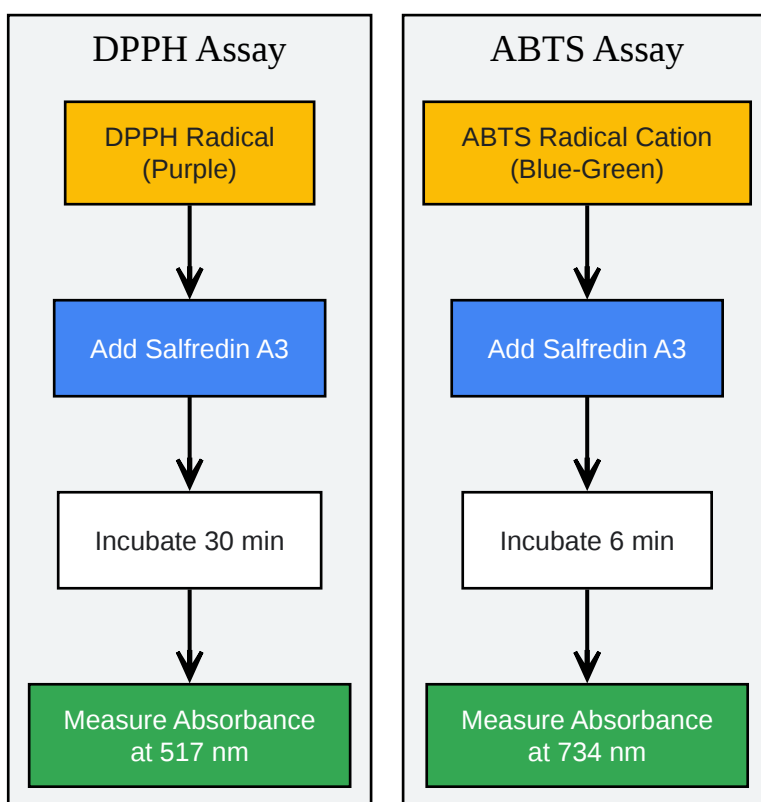 DPPH Assay
DPPH Radical
(Purple)
Add Salfredin A3
Incubate 30 min
Measure Absorbance
at 517 nm
ABTS Assay
ABTS Radical Cation
(Blue-Green)
Add Salfredin A3
Incubate 6 min
Measure Absorbance
at 734 nm